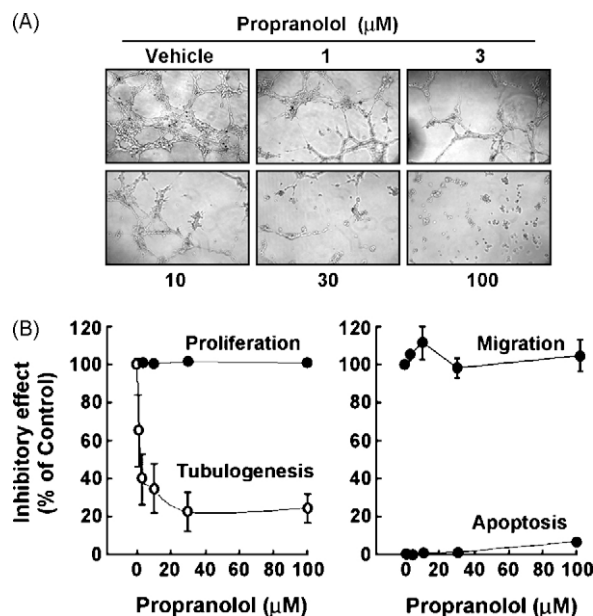 (A)
Propranolol (μM)
Vehicle 1 3
10 30 100
(B)
Inhibitory effect
(% of Control)
120
100
80
60
40
20
0
Proliferation
Tubulogenesis
0 20 40 60 80 100
Propranolol (μM)
120
100
80
60
40
20
0
Migration
Apoptosis
0 20 40 60 80 100
Propranolol (μM)